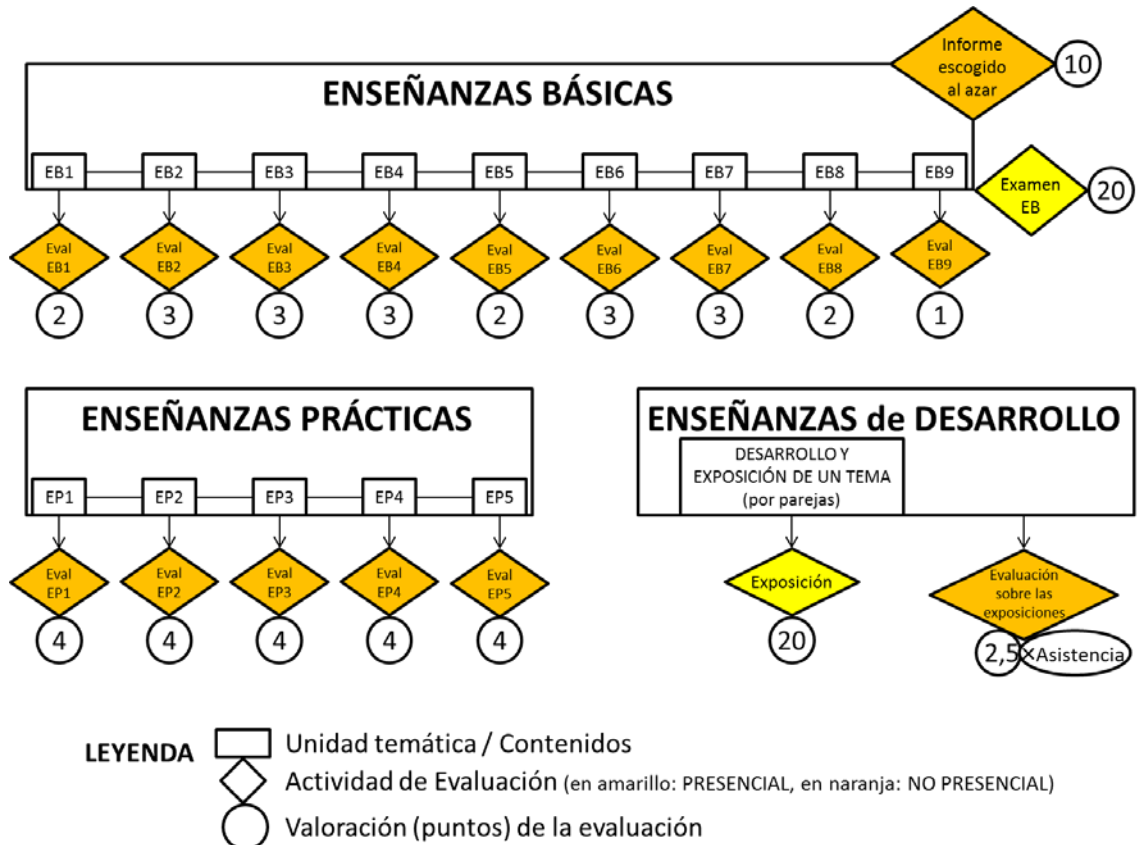 Informe
escogido
al azar
10
ENSEÑANZAS BÁSICAS
EB1 EB2 EB3 EB4 EB5 EB6 EB7 EB8 EB9
Examen
EB
20
Eval
EB1
Eval
EB2
Eval
EB3
Eval
EB4
Eval
EB5
Eval
EB6
Eval
EB7
Eval
EB8
Eval
EB9
2 3 3 3 2 3 3 2 1
ENSEÑANZAS PRÁCTICAS
EP1 EP2 EP3 EP4 EP5
Eval
EP1
Eval
EP2
Eval
EP3
Eval
EP4
Eval
EP5
4 4 4 4 4
ENSEÑANZAS de DESARROLLO
DESARROLLO Y
EXPOSICIÓN DE UN TEMA
(por parejas)
Exposición
20
Evaluación
sobre las
exposiciones
2,5×Asistencia
LEYENDA
Unidad temática / Contenidos
Actividad de Evaluación (en amarillo: PRESENCIAL, en naranja: NO PRESENCIAL)
Valoración (puntos) de la evaluación